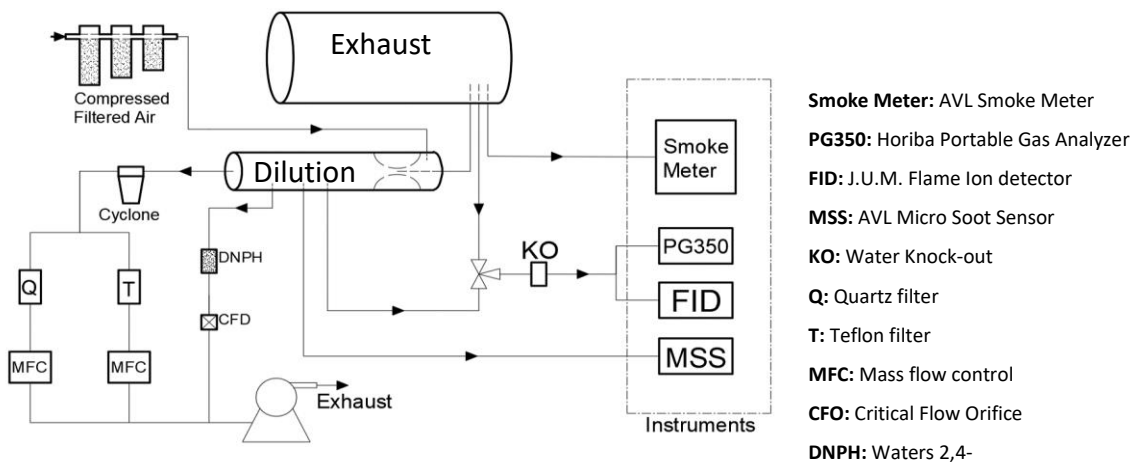 Exhaust
Compressed
Filtered Air
Dilution
Cyclone
DNPH
CFD
Q
T
MFC
MFC
Exhaust
KO
Smoke
Meter
PG350
FID
MSS
Instruments
Smoke Meter: AVL Smoke Meter
PG350: Horiba Portable Gas Analyzer
FID: J.U.M. Flame Ion detector
MSS: AVL Micro Soot Sensor
KO: Water Knock-out
Q: Quartz filter
T: Teflon filter
MFC: Mass flow control
CFO: Critical Flow Orifice
DNPH: Waters 2,4-